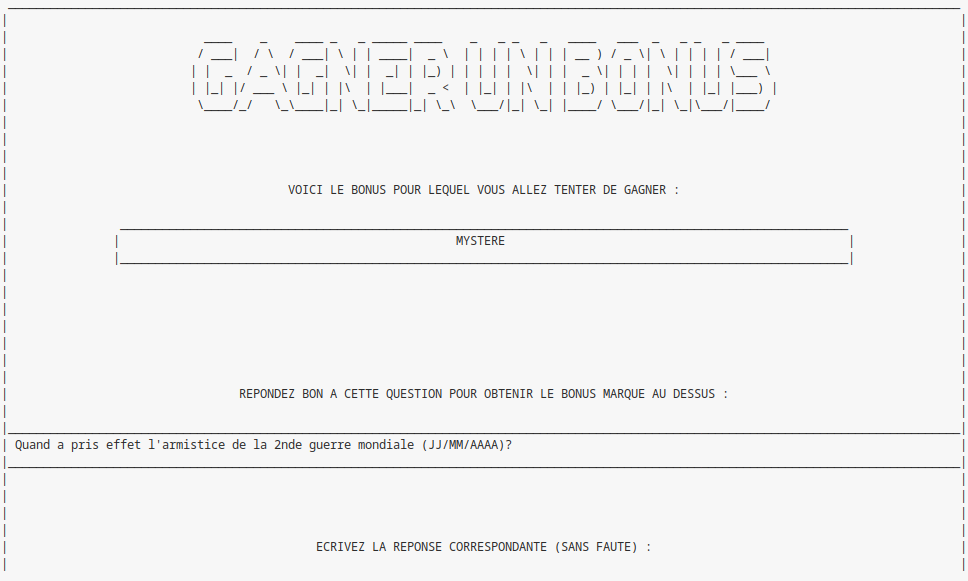 GAGNER UN BONUS
VOICI LE BONUS POUR LEQUEL VOUS ALLEZ TENTER DE GAGNER :
MYSTERE
REPONDEZ BON A CETTE QUESTION POUR OBTENIR LE BONUS MARQUE AU DESSUS :
Quand a pris effet l'armistice de la 2nde guerre mondiale (JJ/MM/AAAA)?
ECRIVEZ LA REPONSE CORRESPONDANTE (SANS FAUTE) :